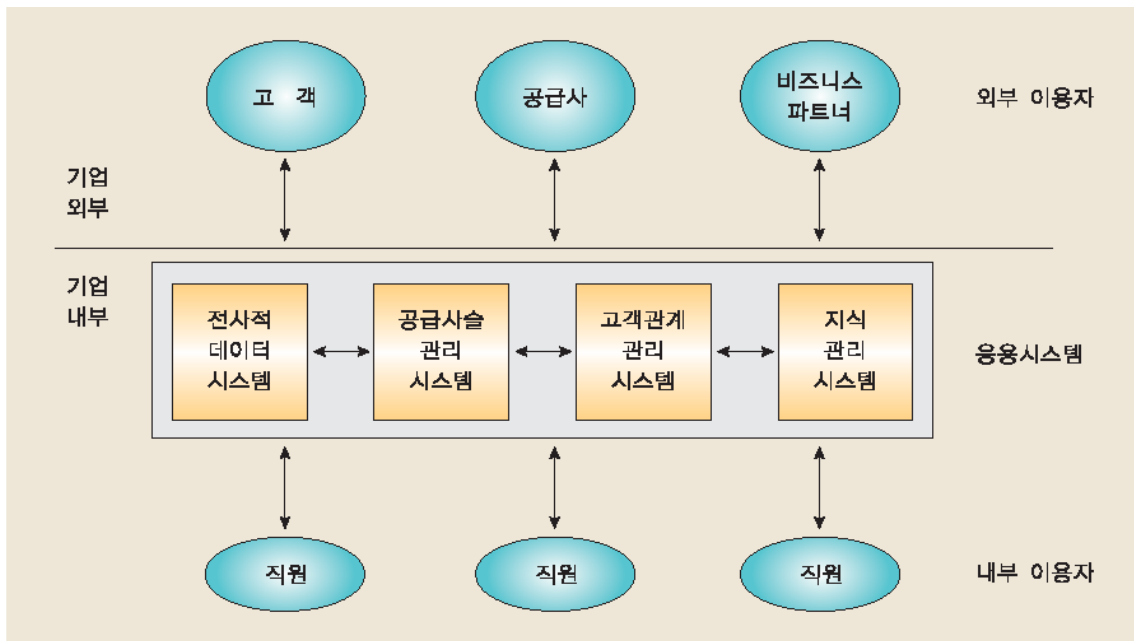 고 객
공급사
비즈니스
파트너
외부 이용자
기업
외부
기업
내부
전사적
데이터
시스템
공급사슬
관리
시스템
고객관계
관리
시스템
지식
관리
시스템
응용시스템
직원
직원
직원
내부 이용자